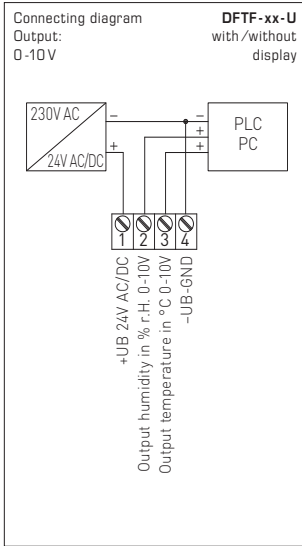 Connecting diagram
Output:
0-10 V
DFTF-xx-U
with/without
display
230V AC
24V AC/DC
–
+
–
+
+
PLC
PC
1 2 3 4
+UB 24V AC/DC
Output humidity in % r.H. 0-10V
Output temperature in °C 0-10V
–UB-GND